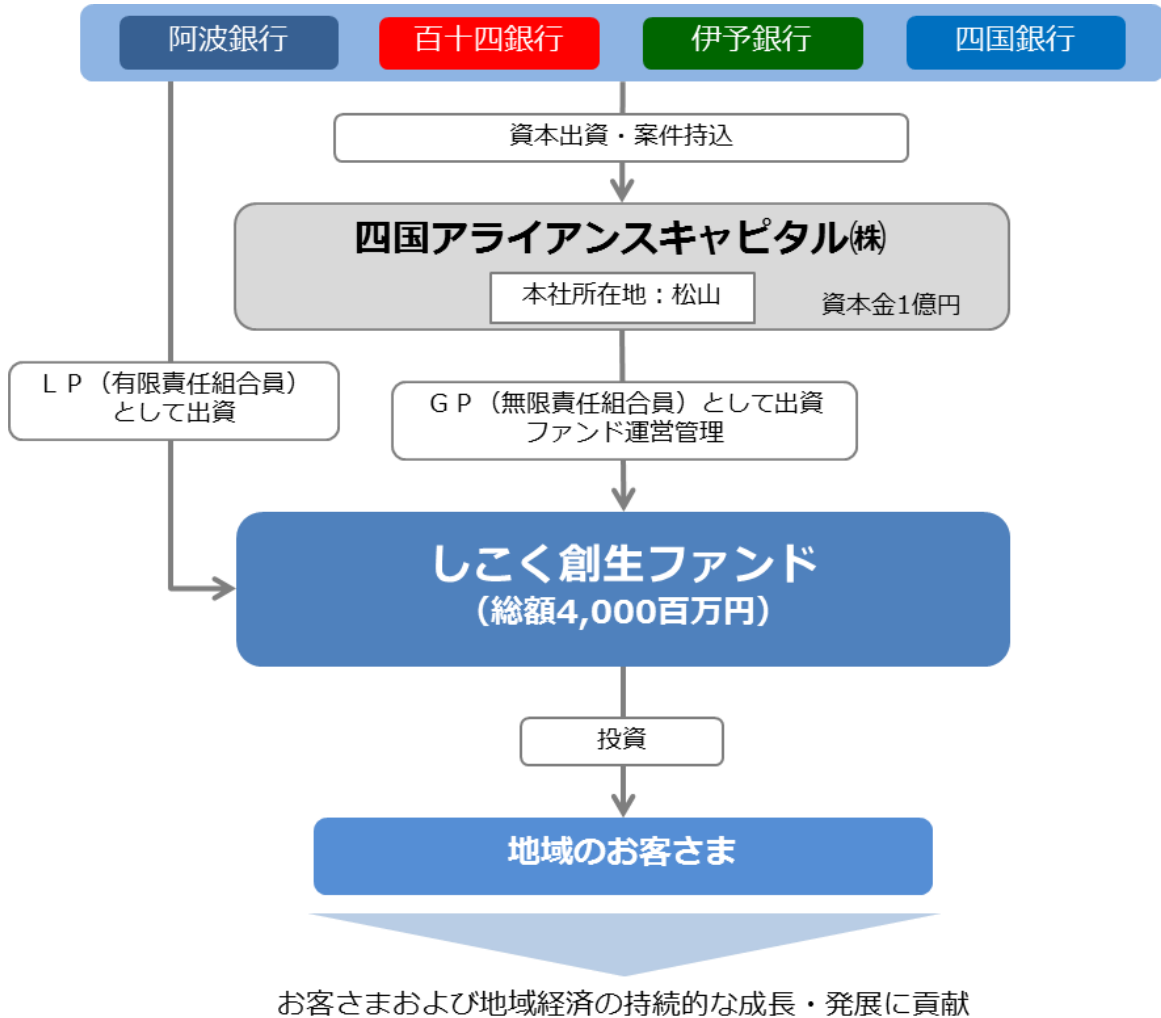 阿波銀行
百十四銀行
伊予銀行
四国銀行
資本出資・案件持込
四国アライアンスキャピタル㈱
本社所在地：松山
資本金1億円
ＬＰ（有限責任組合員）
として出資
ＧＰ（無限責任組合員）として出資
ファンド運営管理
しこく創生ファンド
（総額4,000百万円）
投資
地域のお客さま
お客さまおよび地域経済の持続的な成長・発展に貢献